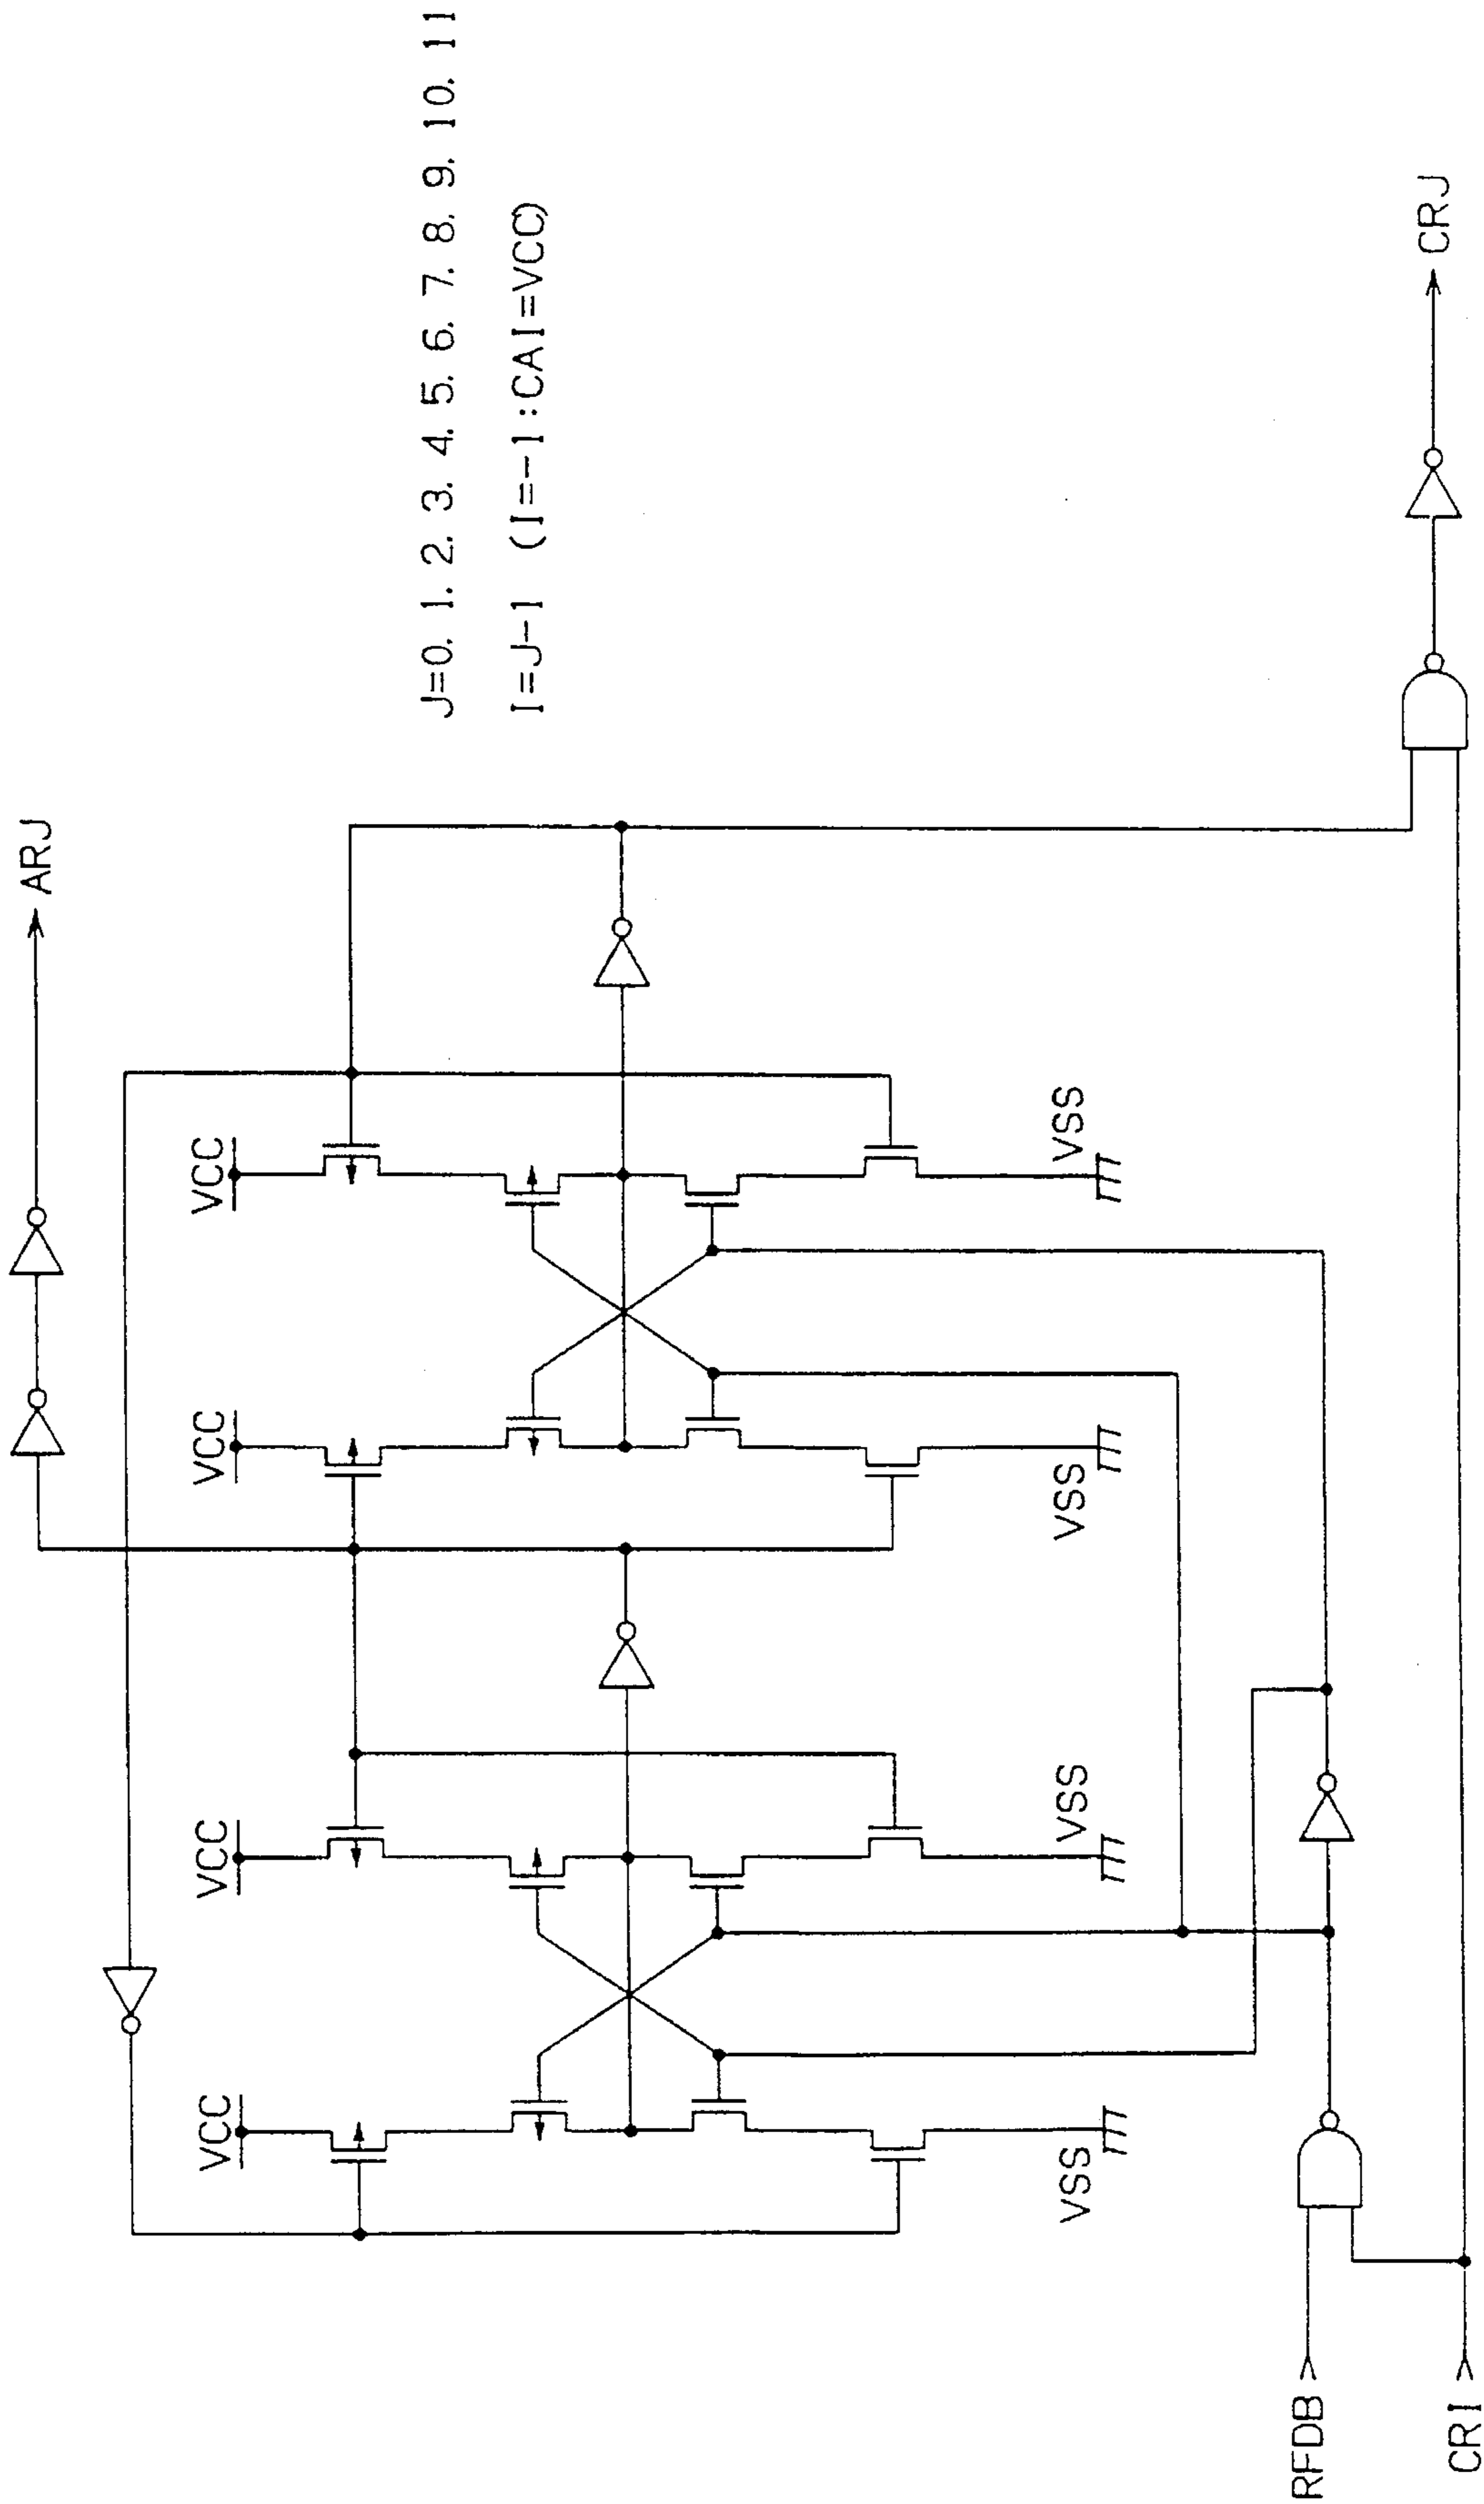 ARJ
VCC
VCC
VCC
VCC
J=0. 1. 2. 3. 4. 5. 6. 7. 8. 9. 10. 11
I=J-1 (I=-1:CAI=VCC)
VSS
VSS
VSS
VSS
RFDB
CRJ
CRI